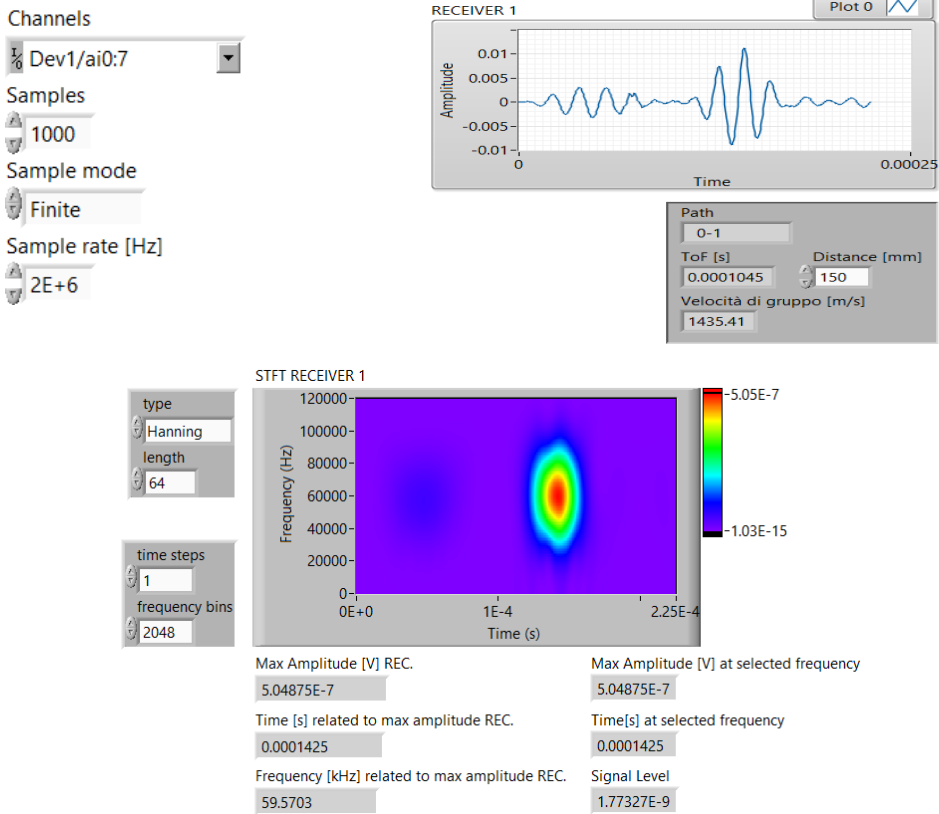 Channels
Dev1/ai0:7
Samples
1000
Sample mode
Finite
Sample rate [Hz]
2E+6
RECEIVER 1
Plot 0
Amplitude
0.01
0.005
0
-0.005
-0.01
0
0.00025
Time
Path
0-1
ToF [s]
Distance [mm]
0.0001045
150
Velocità di gruppo [m/s]
1435.41
STFT RECEIVER 1
type
Hanning
length
64
time steps
1
frequency bins
2048
Frequency (Hz)
120000
100000
80000
60000
40000
20000
0
0E+0
1E-4
2.25E-4
Time (s)
5.05E-7
1.03E-15
Max Amplitude [V] REC.
5.04875E-7
Time [s] related to max amplitude REC.
0.0001425
Frequency [kHz] related to max amplitude REC.
59.5703
Max Amplitude [V] at selected frequency
5.04875E-7
Time[s] at selected frequency
0.0001425
Signal Level
1.77327E-9